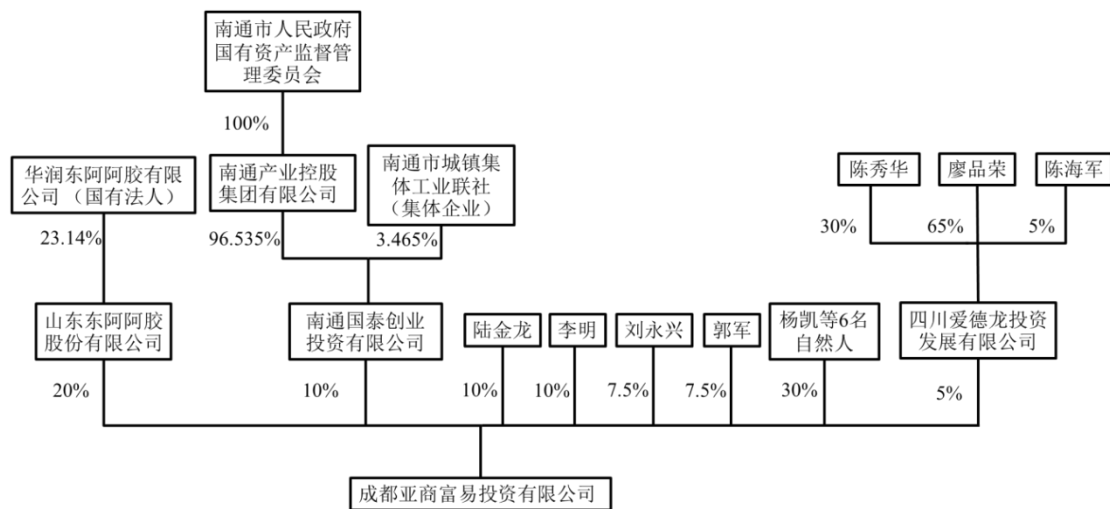 南通市人民政府
国有资产监督管
理委员会
100%
华润东阿阿胶有限
公司（国有法人）
南通产业控股
集团有限公司
南通市城镇集
体工业联社
（集体企业）
陈秀华
廖品荣
陈海军
23.14%
96.535%
3.465%
30%
65%
5%
山东东阿阿胶
股份有限公司
南通国泰创业
投资有限公司
陆金龙
李明
刘永兴
郭军
杨凯等6名
自然人
四川爱德龙投资
发展有限公司
20%
10%
10%
10%
7.5%
7.5%
30%
5%
成都亚商富易投资有限公司